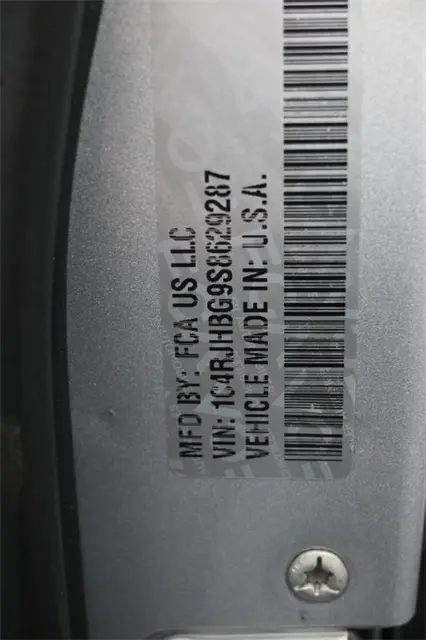 MFD BY: FCA US LLC
VIN: 1C4RJHBG9S8629287
VEHICLE MADE IN: U.S.A.